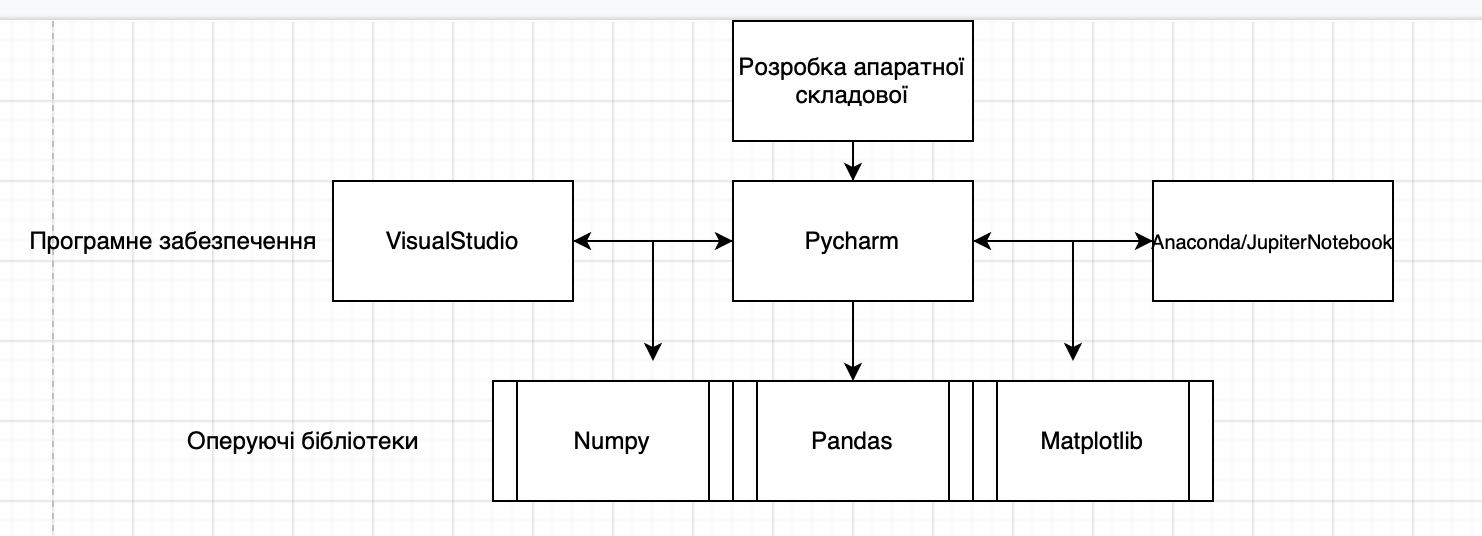 Розробка апаратної
складової
Програмне забезпечення
VisualStudio
Pycharm
Anaconda/JupiterNotebook
Оперуючі бібліотеки
Numpy
Pandas
Matplotlib